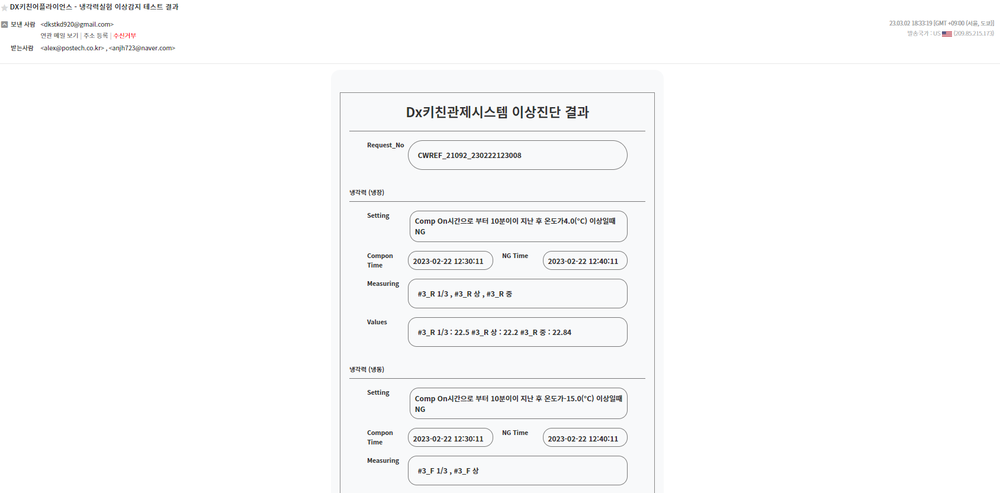 DX키친어플라이언스 - 냉각력실험 이상감지 테스트 결과
보낸 사람 <dkstkd920@gmail.com>
23.03.02 18:33:19 [GMT +09:00 (서울, 도쿄)]
연관 메일 보기 | 주소 등록 | 수신거부
발송국가 : US (209.85.215.173)
받는사람 <alex@postech.co.kr> , <anjh723@naver.com>
Dx키친관제시스템 이상진단 결과
Request_No
CWREF_21092_230222123008
냉각력 (냉장)
Setting
Comp On시간으로 부터 10분이이 지난 후 온도가4.0(°C) 이상일때
NG
Compon
Time
2023-02-22 12:30:11
NG Time
2023-02-22 12:40:11
Measuring
#3_R 1/3 , #3_R 상 , #3_R 중
Values
#3_R 1/3 : 22.5 #3_R 상 : 22.2 #3_R 중 : 22.84
냉각력 (냉동)
Setting
Comp On시간으로 부터 10분이이 지난 후 온도가-15.0(°C) 이상일때
NG
Compon
Time
2023-02-22 12:30:11
NG Time
2023-02-22 12:40:11
Measuring
#3_F 1/3 , #3_F 상